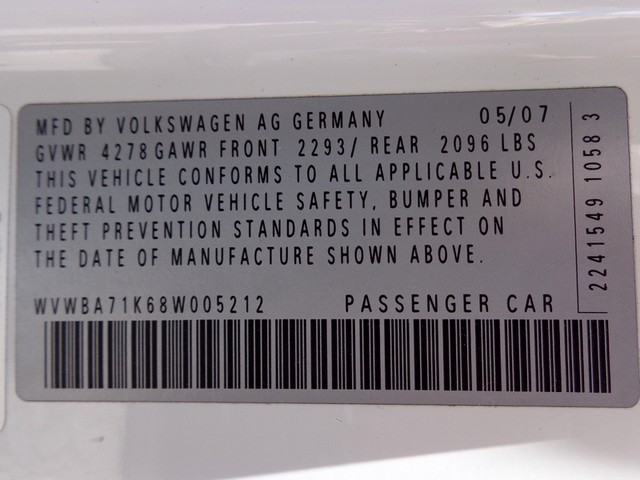 MFD BY VOLKSWAGEN AG GERMANY 05/07
GVWR 4278 GAWR FRONT 2293/ REAR 2096 LBS
THIS VEHICLE CONFORMS TO ALL APPLICABLE U.S.
FEDERAL MOTOR VEHICLE SAFETY, BUMPER AND
THEFT PREVENTION STANDARDS IN EFFECT ON
THE DATE OF MANUFACTURE SHOWN ABOVE.
WVWBA71K68W005212 PASSENGER CAR
2241549 1058 3